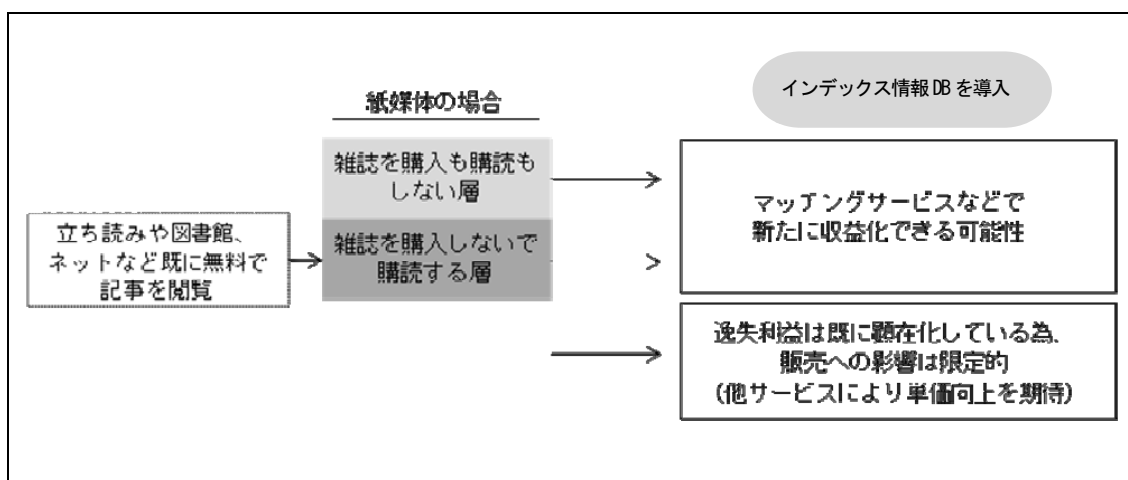 インデックス情報DBを導入
紙媒体の場合
雑誌を購入も購読も
しない層
マッチングサービスなどで
新たに収益化できる可能性
立ち読みや図書館、
ネットなど既に無料で
記事を閲覧
雑誌を購入しないで
購読する層
逸失利益は既に顕在化している為、
販売への影響は限定的
(他サービスにより単価向上を期待)